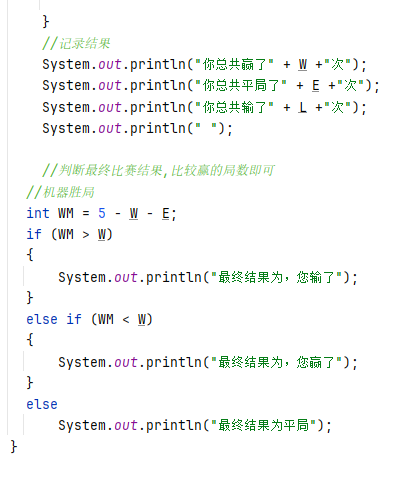 }
//记录结果
System.out.println("你总共赢了" + W +"次");
System.out.println("你总共平局了" + E +"次");
System.out.println("你总共输了" + L +"次");
System.out.println(" ");
//判断最终比赛结果,比较赢的局数即可
//机器胜局
int WM = 5 - W - E;
if (WM > W)
{
System.out.println("最终结果为，您输了");
}
else if (WM < W)
{
System.out.println("最终结果为，您赢了");
}
else
System.out.println("最终结果为平局");
}